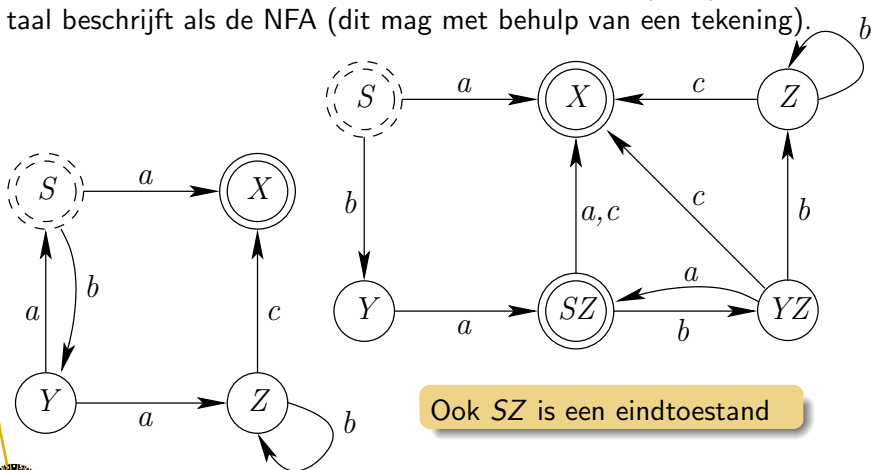 taal beschrijft als de NFA (dit mag met behulp van een tekening).
b
S
a
X
c
Z
S
a
X
b
a,c
c
b
a
b
c
a
Y
a
SZ
b
YZ
Y
a
Z
b
Ook SZ is een eindtoestand